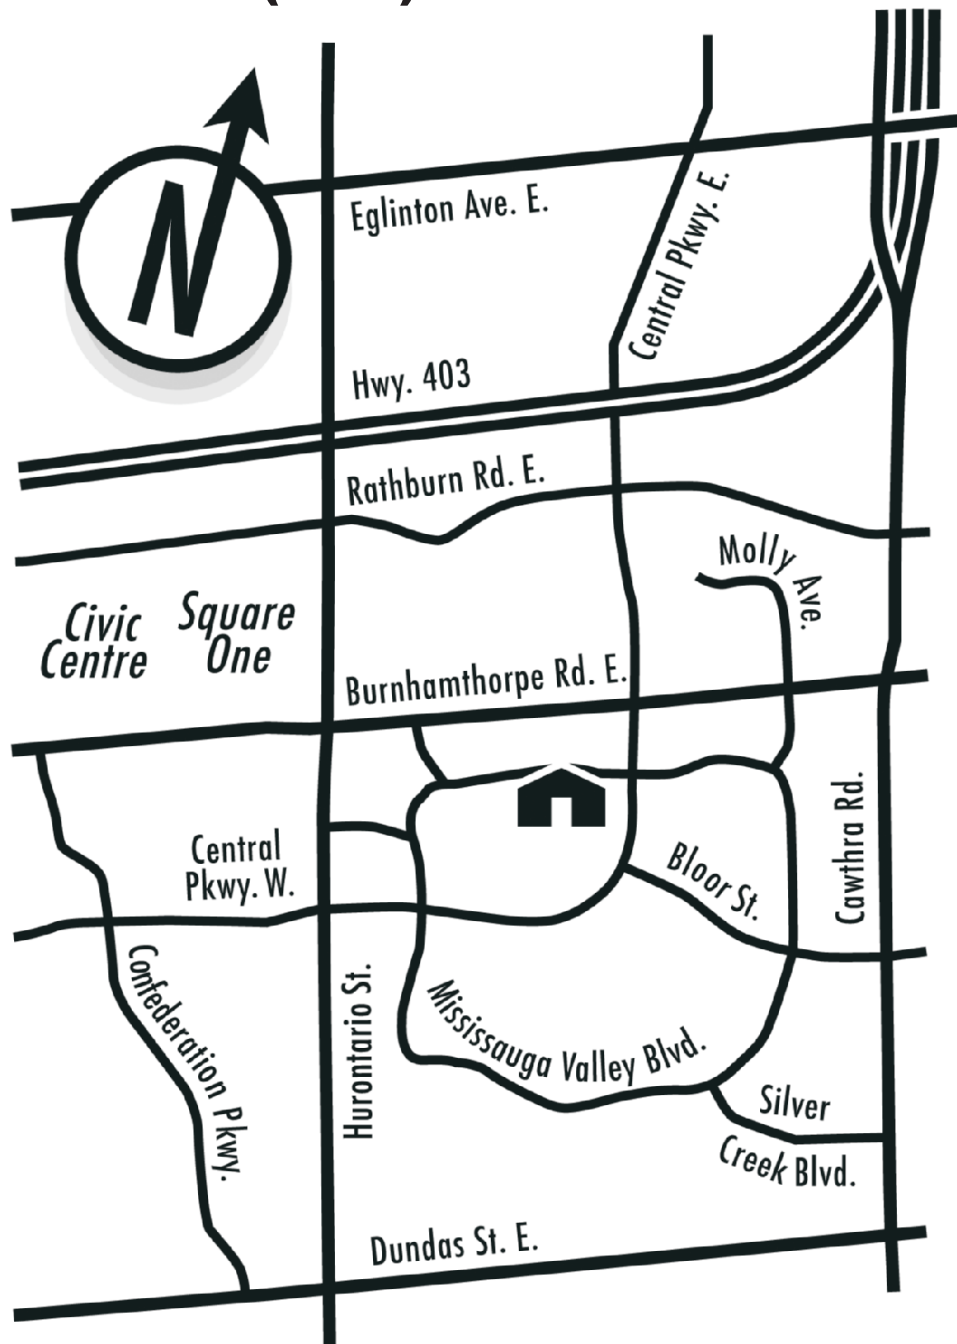 N
Eglinton Ave. E.
Central Pkwy. E.
Hwy. 403
Rathburn Rd. E.
Molly Ave.
Civic
Centre
Square
One
Burnhamthorpe Rd. E.
Central
Pkwy. W.
Bloor St.
Cawthra Rd.
Confederation Pkwy.
Hurontario St.
Mississauga Valley Blvd.
Silver
Creek Blvd.
Dundas St. E.